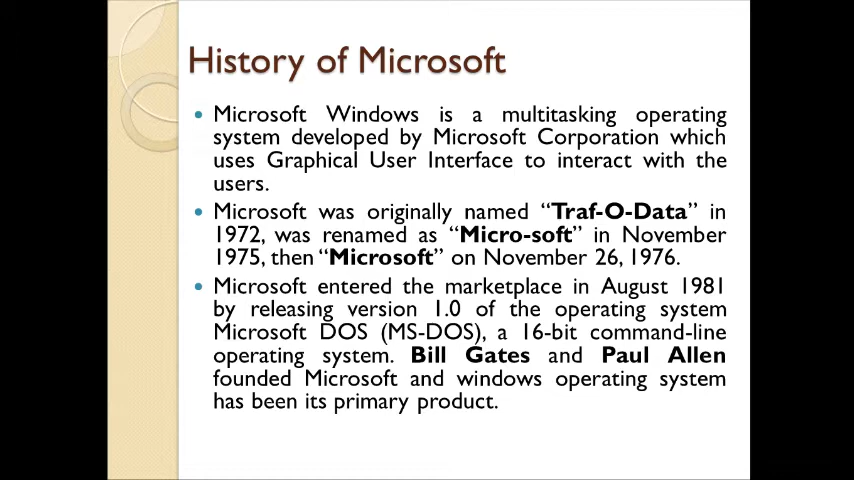 History of Microsoft
• Microsoft Windows is a multitasking operating
system developed by Microsoft Corporation which
uses Graphical User Interface to interact with the
users.
• Microsoft was originally named “Traf-O-Data” in
1972, was renamed as “Micro-soft” in November
1975, then “Microsoft” on November 26, 1976.
• Microsoft entered the marketplace in August 1981
by releasing version 1.0 of the operating system
Microsoft DOS (MS-DOS), a 16-bit command-line
operating system. Bill Gates and Paul Allen
founded Microsoft and windows operating system
has been its primary product.